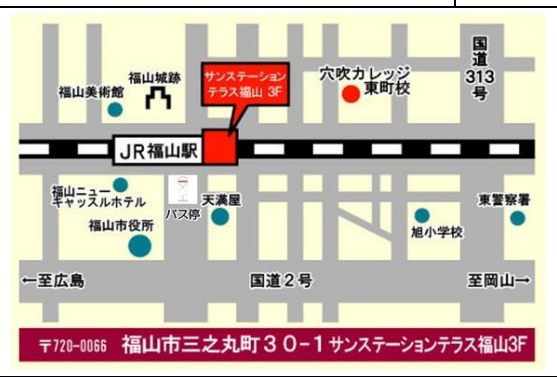 国道313号
サンステーション
テラス福山 3F
穴吹カレッジ
東町校
福山城跡
福山美術館
JR福山駅
福山ニュー
キャッスルホテル
バス停
天満屋
東警察署
福山市役所
旭小学校
←至広島
国道2号
至岡山→
〒720-0066 福山市三之丸町30-1サンステーションテラス福山3F